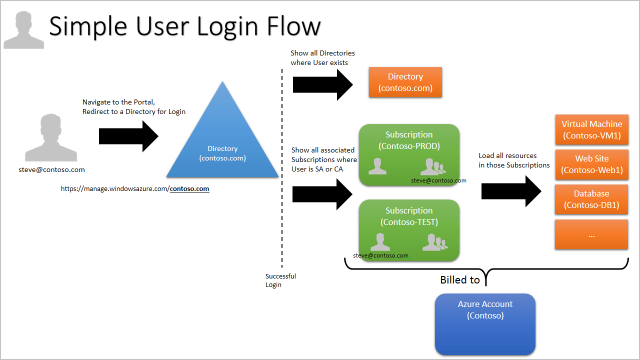 Simple User Login Flow
Show all Directories
where User exists
Directory
(contoso.com)
Navigate to the Portal,
Redirect to a Directory for Login
Directory
(contoso.com)
steve@contoso.com
https://manage.windowsazure.com/contoso.com
Show all associated
Subscriptions where
User is SA or CA
Subscription
(Contoso-PROD)
steve@contoso.com
Subscription
(Contoso-TEST)
steve@contoso.com
Load all resources
in those Subscriptions
Virtual Machine
(Contoso-VM1)
Web Site
(Contoso-Web1)
Database
(Contoso-DB1)
...
Successful
Login
Billed to
Azure Account
(Contoso)